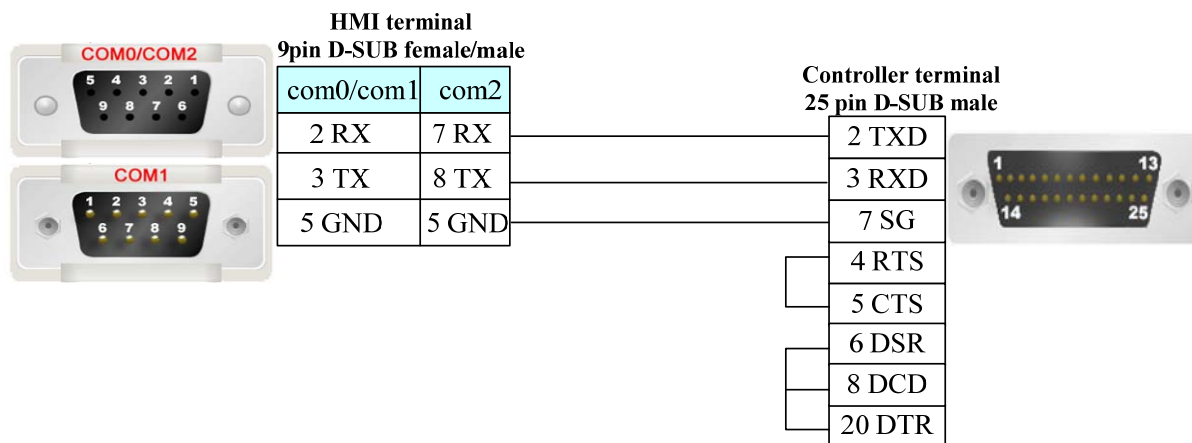 HMI terminal
9pin D-SUB female/male
COM0/COM2
5 4 3 2 1
9 8 7 6
COM1
1 2 3 4 5
6 7 8 9
com0/com1 com2
2 RX 7 RX
3 TX 8 TX
5 GND 5 GND
Controller terminal
25 pin D-SUB male
2 TXD
3 RXD
7 SG
4 RTS
5 CTS
6 DSR
8 DCD
20 DTR
1 13
14 25